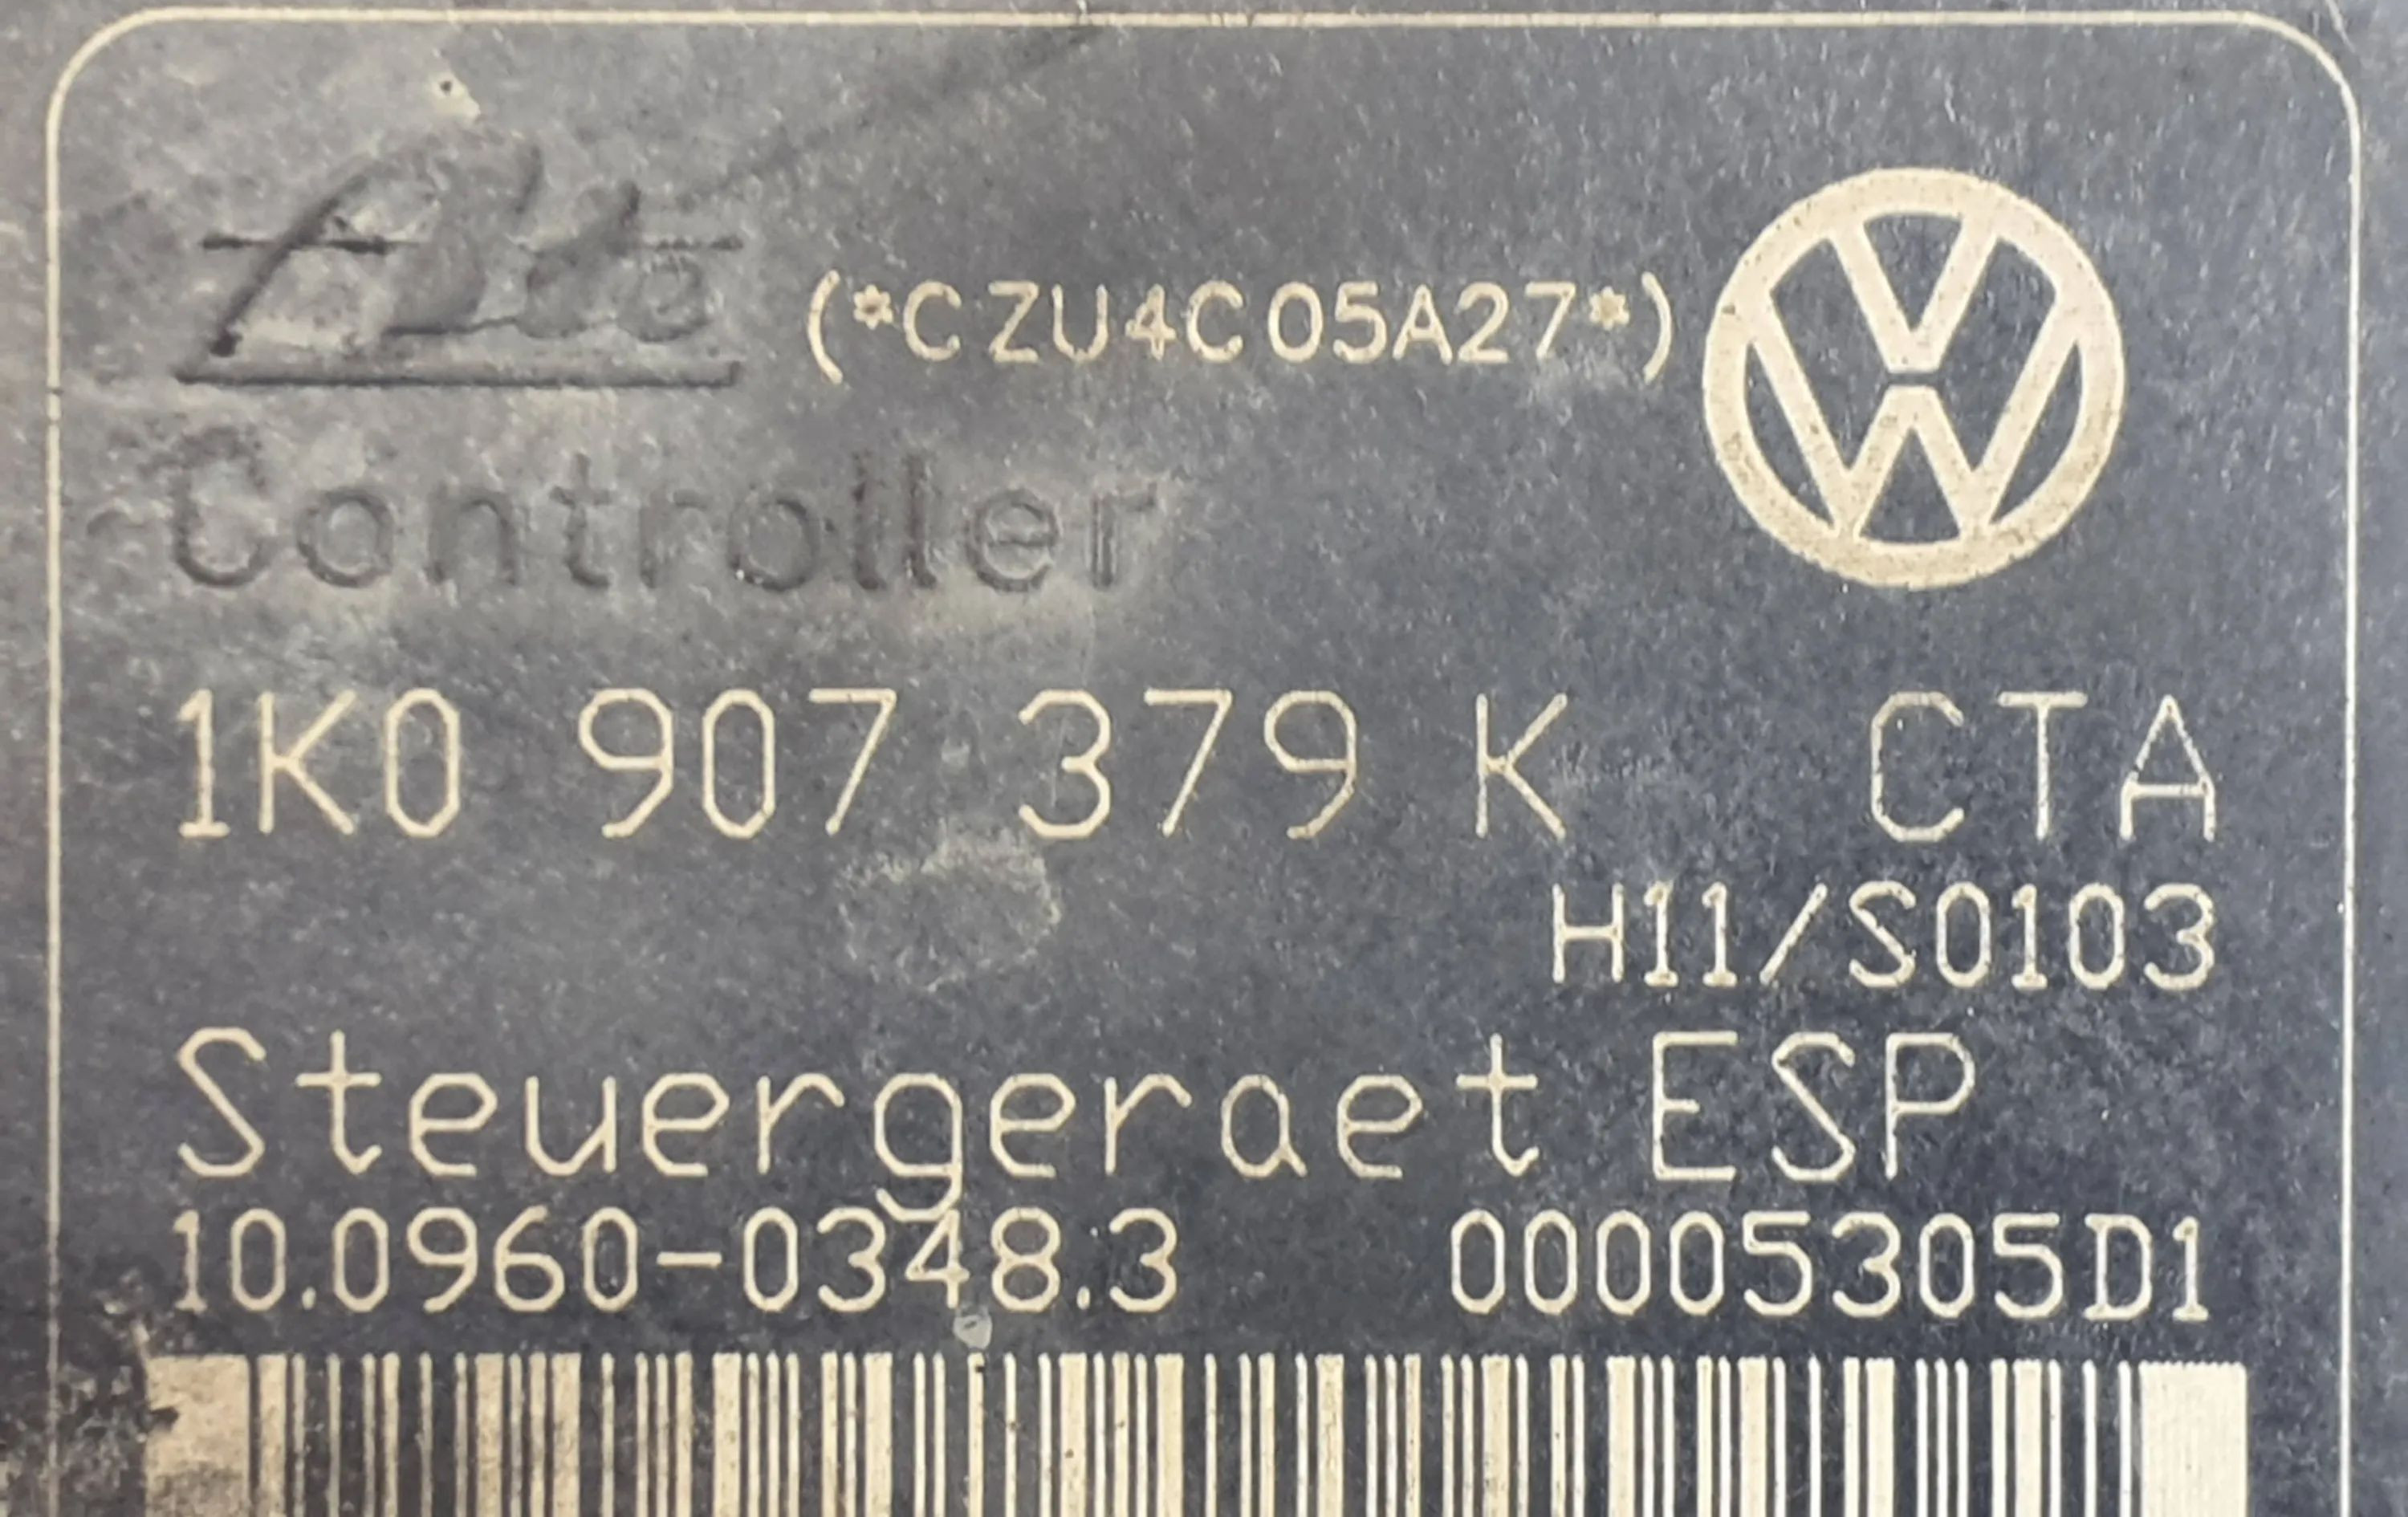 Ate
(*CZU4C05A27*)
Controller
1K0 907 379 K CTA
H11/S0103
Steuergeraet ESP
10.0960-0348.3 00005305D1